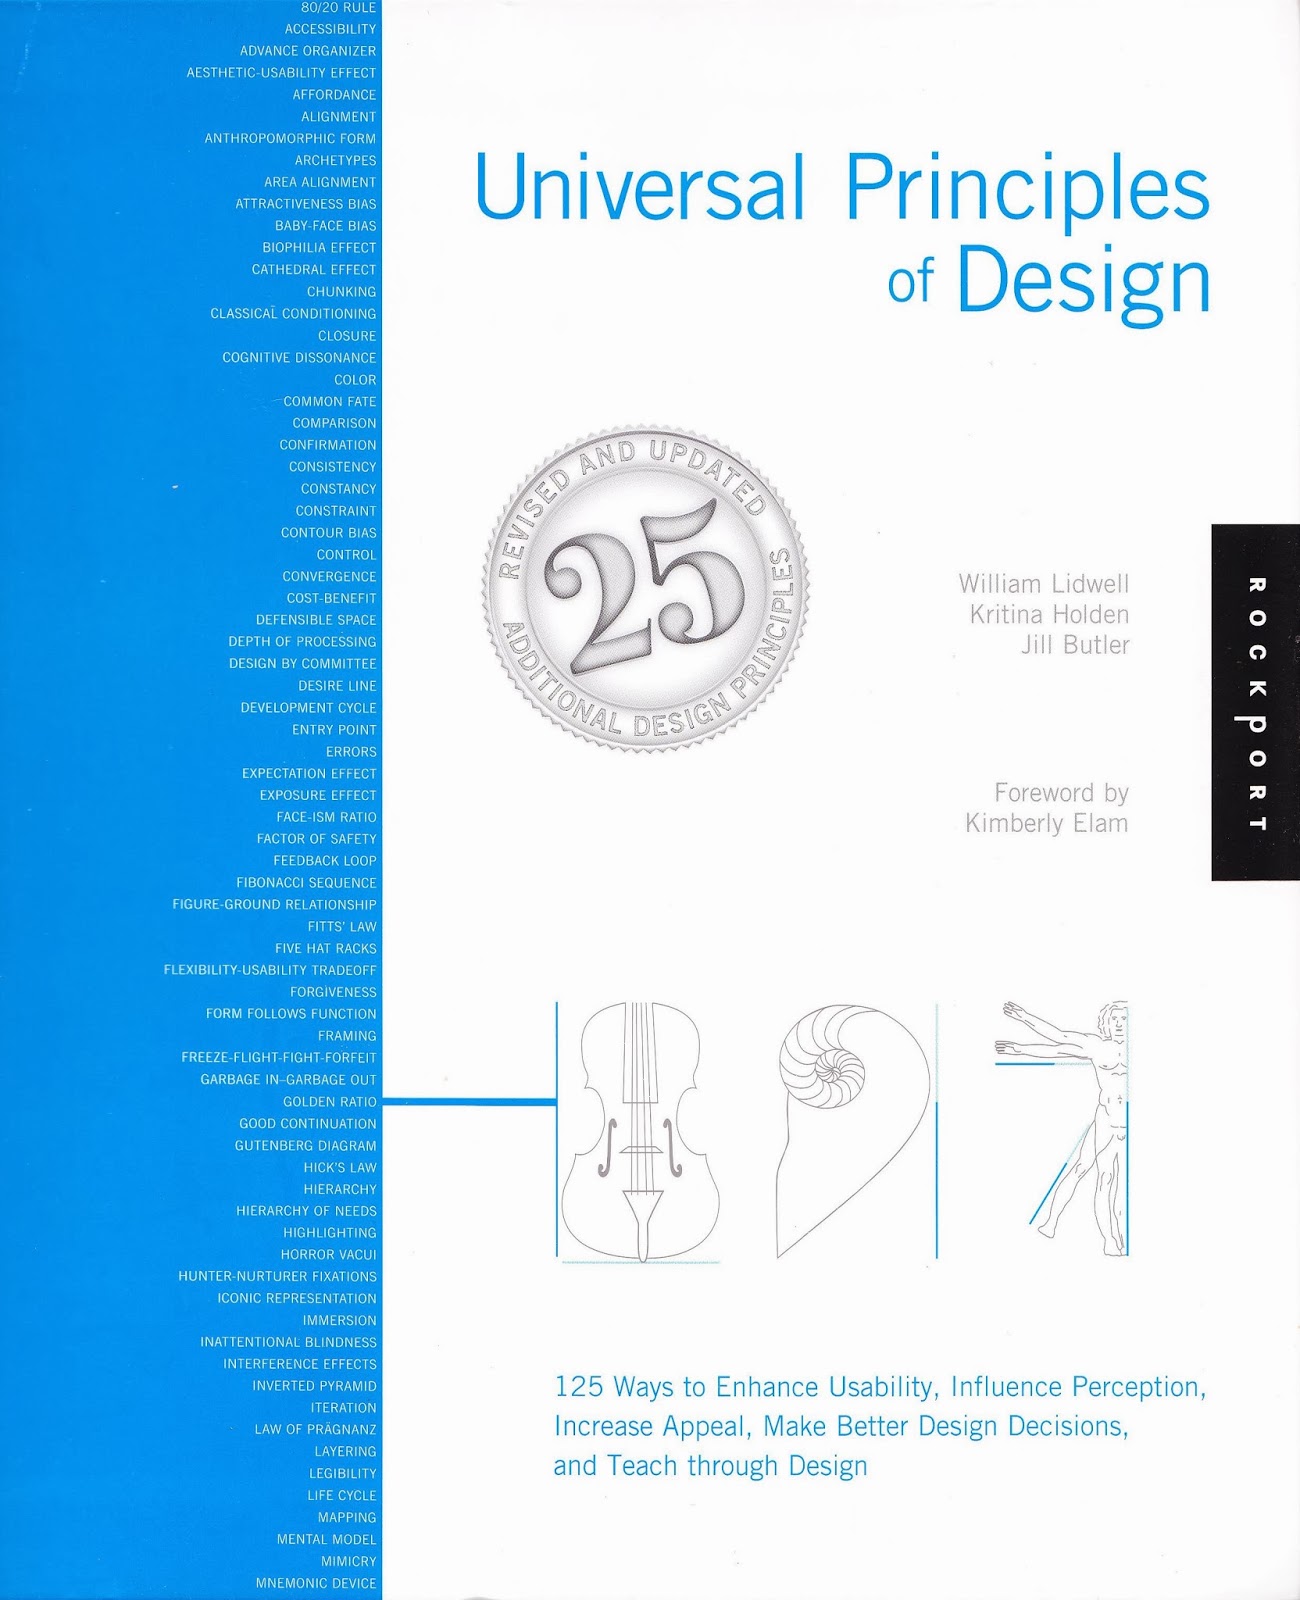 80/20 RULE
ACCESSIBILITY
ADVANCE ORGANIZER
AESTHETIC-USABILITY EFFECT
AFFORDANCE
ALIGNMENT
ANTHROPOMORPHIC FORM
ARCHETYPES
AREA ALIGNMENT
ATTRACTIVENESS BIAS
BABY-FACE BIAS
BIOPHILIA EFFECT
CATHEDRAL EFFECT
CHUNKING
CLASSICAL CONDITIONING
CLOSURE
COGNITIVE DISSONANCE
COLOR
COMMON FATE
COMPARISON
CONFIRMATION
CONSISTENCY
CONSTANCY
CONSTRAINT
CONTOUR BIAS
CONTROL
CONVERGENCE
COST-BENEFIT
DEFENSIBLE SPACE
DEPTH OF PROCESSING
DESIGN BY COMMITTEE
DESIRE LINE
DEVELOPMENT CYCLE
ENTRY POINT
ERRORS
EXPECTATION EFFECT
EXPOSURE EFFECT
FACE-ISM RATIO
FACTOR OF SAFETY
FEEDBACK LOOP
FIBONACCI SEQUENCE
FIGURE-GROUND RELATIONSHIP
FITTS' LAW
FIVE HAT RACKS
FLEXIBILITY-USABILITY TRADEOFF
FORGIVENESS
FORM FOLLOWS FUNCTION
FRAMING
FREEZE-FLIGHT-FIGHT-FORFEIT
GARBAGE IN–GARBAGE OUT
GOLDEN RATIO
GOOD CONTINUATION
GUTENBERG DIAGRAM
HICK'S LAW
HIERARCHY
HIERARCHY OF NEEDS
HIGHLIGHTING
HORROR VACUI
HUNTER-NURTURER FIXATIONS
ICONIC REPRESENTATION
IMMERSION
INATTENTIONAL BLINDNESS
INTERFERENCE EFFECTS
INVERTED PYRAMID
ITERATION
LAW OF PRÄGNANZ
LAYERING
LEGIBILITY
LIFE CYCLE
MAPPING
MENTAL MODEL
MIMICRY
MNEMONIC DEVICE
Universal Principles
of Design
REVISED AND UPDATED
25
ADDITIONAL DESIGN PRINCIPLES
William Lidwell
Kritina Holden
Jill Butler
Foreword by
Kimberly Elam
ROCKpORT
125 Ways to Enhance Usability, Influence Perception,
Increase Appeal, Make Better Design Decisions,
and Teach through Design